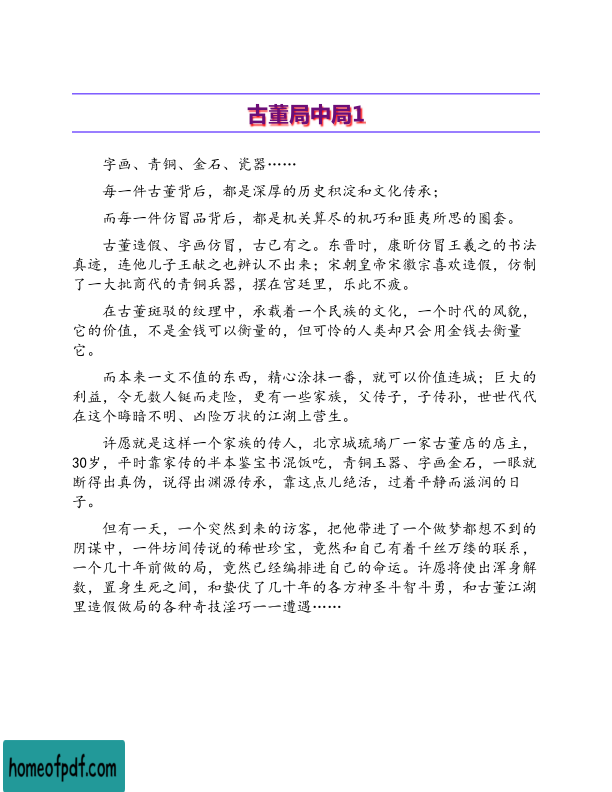 古董局中局1
字画、青铜、金石、瓷器……
每一件古董背后，都是深厚的历史积淀和文化传承；
而每一件仿冒品背后，都是机关算尽的机巧和匪夷所思的圈套。
古董造假、字画仿冒，古已有之。东晋时，康昕仿冒王羲之的书法
真迹，连他儿子王献之也辨认不出来；宋朝皇帝宋徽宗喜欢造假，仿制
了一大批商代的青铜兵器，摆在宫廷里，乐此不疲。
在古董斑驳的纹理中，承载着一个民族的文化，一个时代的风貌，
它的价值，不是金钱可以衡量的，但可怜的人类却只会用金钱去衡量
它。
而本来一文不值的东西，精心涂抹一番，就可以价值连城；巨大的
利益，令无数人铤而走险，更有一些家族，父传子，子传孙，世世代代
在这个晦暗不明、凶险万状的江湖上营生。
许愿就是这样一个家族的传人，北京城琉璃厂一家古董店的店主，
30岁，平时靠家传的半本鉴宝书混饭吃，青铜玉器、字画金石，一眼就
断得出真伪，说得出渊源传承，靠这点儿绝活，过着平静而滋润的日
子。
但有一天，一个突然到来的访客，把他带进了一个做梦都想不到的
阴谋中，一件坊间传说的稀世珍宝，竟然和自己有着千丝万缕的联系，
一个几十年前做的局，竟然已经编排进自己的命运。许愿将使出浑身解
数，置身生死之间，和蛰伏了几十年的各方神圣斗智斗勇，和古董江湖
里造假做局的各种奇技淫巧一一遭遇……
homeofpdf.com